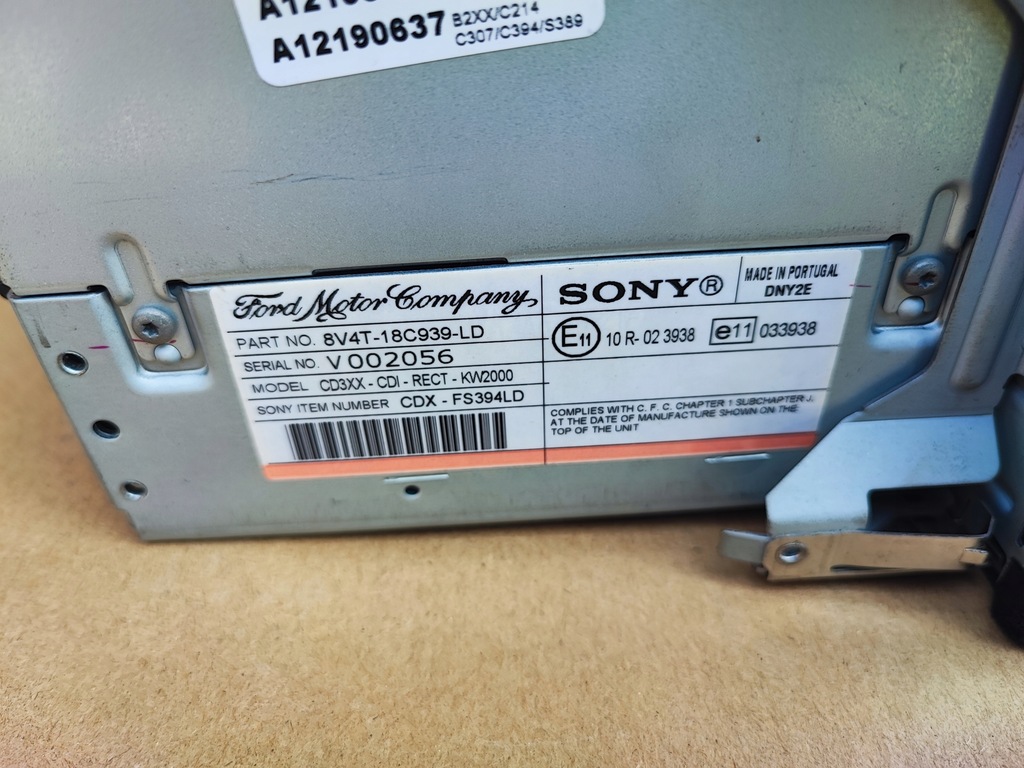 A12190637 B2XX/C214
C307/C394/S389
Ford Motor Company
SONY®
MADE IN PORTUGAL
DNY2E
PART NO. 8V4T-18C939-LD
SERIAL NO. V002056
MODEL CD3XX - CDI - RECT - KW2000
SONY ITEM NUMBER CDX - FS394LD
E11 10 R- 02 3938 e11 033938
COMPLIES WITH C. F. C. CHAPTER 1 SUBCHAPTER J.
AT THE DATE OF MANUFACTURE SHOWN ON THE
TOP OF THE UNIT